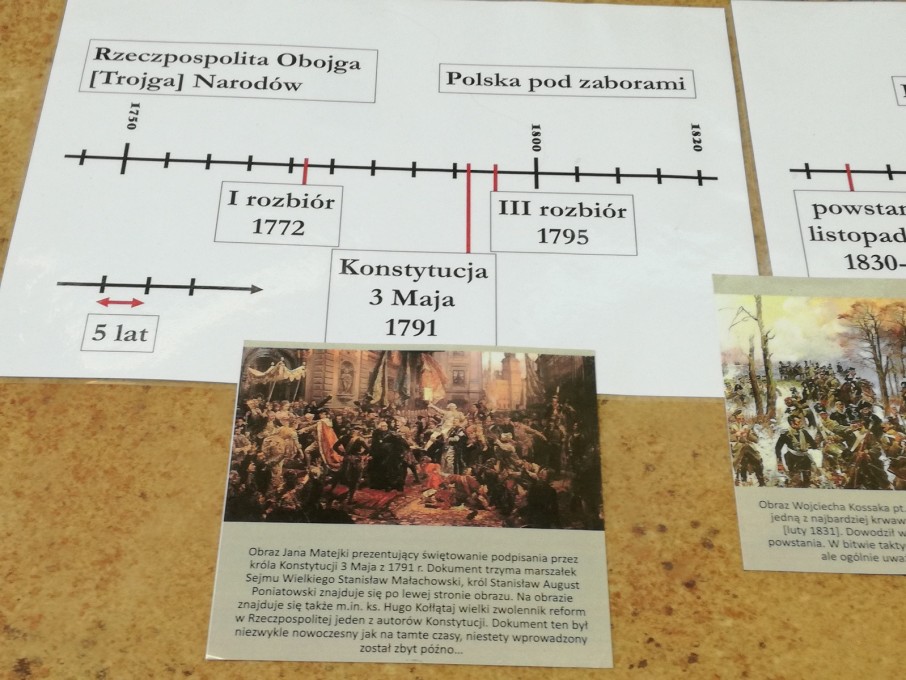 Rzeczpospolita Obojga
[Trojga] Narodów
Polska pod zaborami
1750
1800
1820
I rozbiór
1772
III rozbiór
1795
Konstytucja
3 Maja
1791
5 lat
powstan
listopad
1830-
Obraz Jana Matejki prezentujący świętowanie podpisania przez
króla Konstytucji 3 Maja z 1791 r. Dokument trzyma marszałek
Sejmu Wielkiego Stanisław Małachowski, król Stanisław August
Poniatowski znajduje się po lewej stronie obrazu. Na obrazie
znajduje się także m.in. ks. Hugo Kołłątaj wielki zwolennik reform
w Rzeczpospolitej jeden z autorów Konstytucji. Dokument ten był
niezwykle nowoczesny jak na tamte czasy, niestety wprowadzony
został zbyt późno...
Obraz Wojciecha Kossaka pt.
jedną z najbardziej krwaw
[luty 1831]. Dowodził w
powstania. W bitwie takty
ale ogólnie uważ